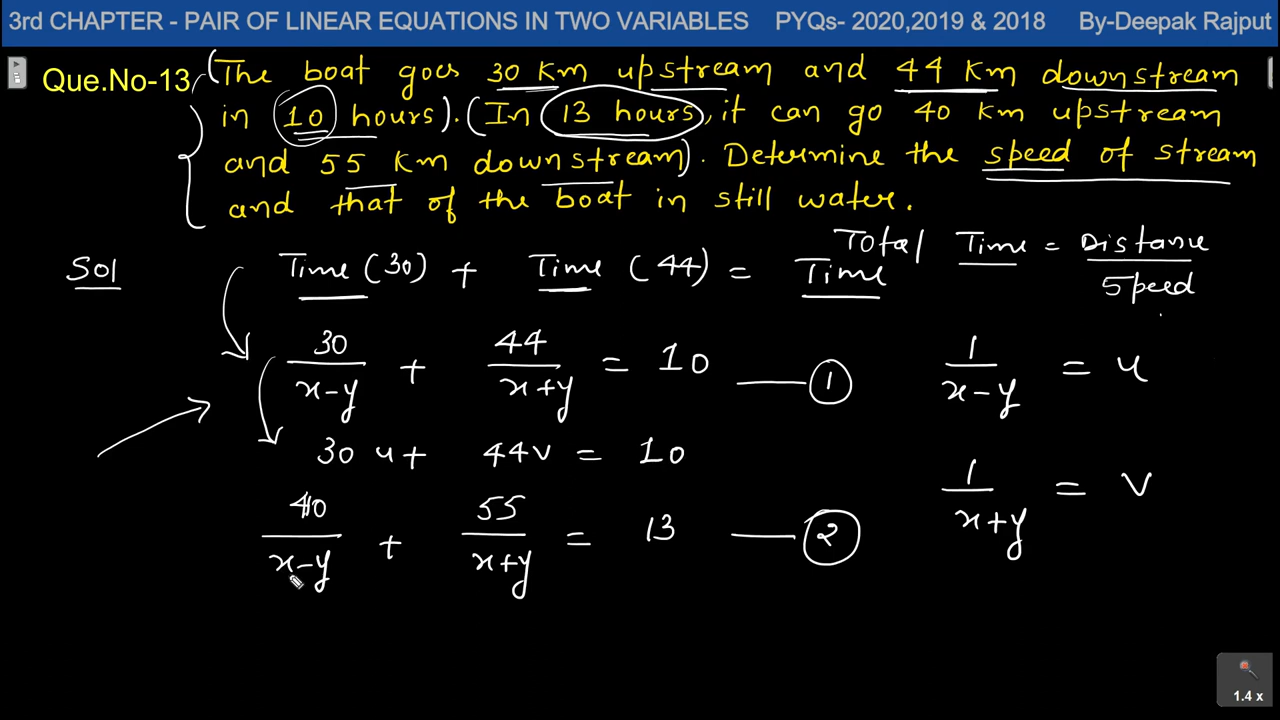 3rd CHAPTER - PAIR OF LINEAR EQUATIONS IN TWO VARIABLES PYQs- 2020,2019 & 2018 By-Deepak Rajput
Que.No-13 (The boat goes 30 Km upstream and 44 Km downstream
in 10 hours). (In 13 hours, it can go 40 km upstream
and 55 Km downstream). Determine the speed of stream
and that of the boat in still water.
Sol Time (30) + Time (44) = Total Time
Time = Distance / Speed
30/(x-y) + 44/(x+y) = 10 — 1
1/(x-y) = u
30 u + 44v = 10
40/(x-y) + 55/(x+y) = 13 — 2
1/(x+y) = v
1.4 x